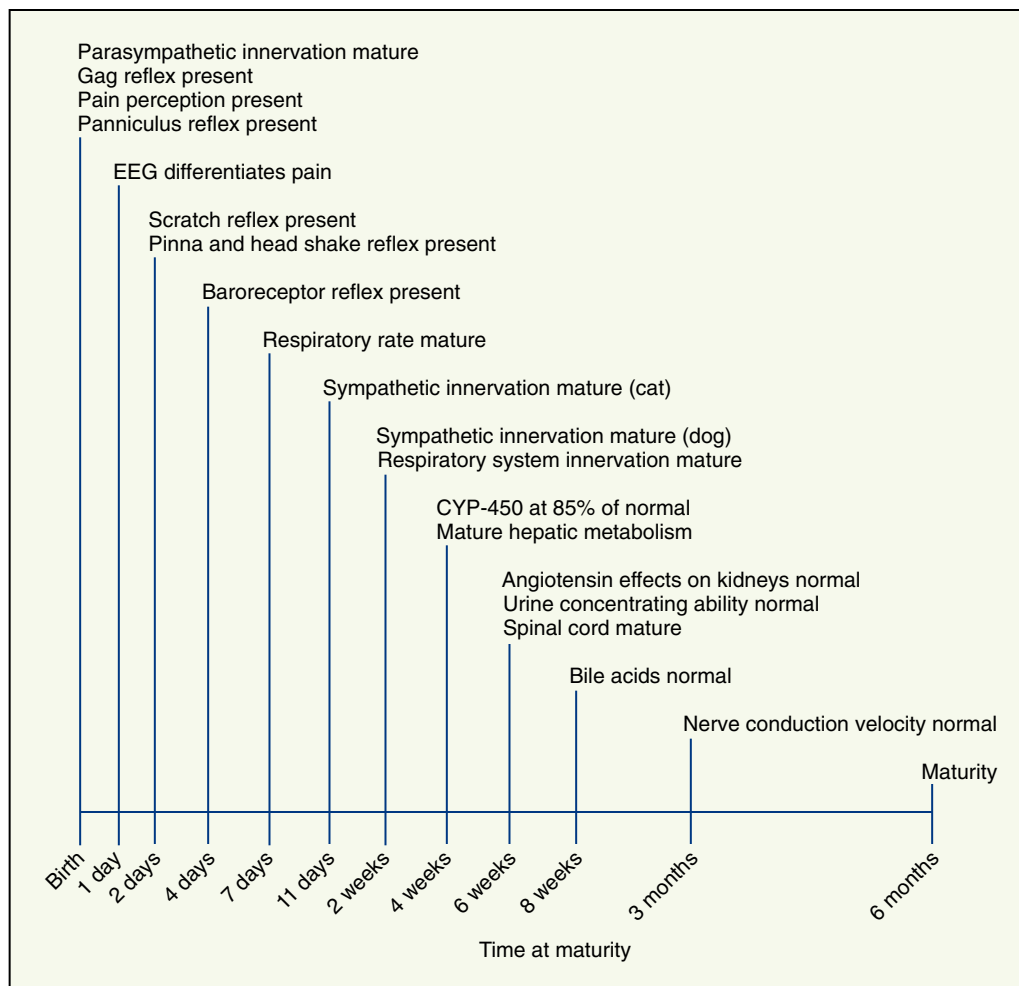 Parasympathetic innervation mature
Gag reflex present
Pain perception present
Panniculus reflex present
EEG differentiates pain
Scratch reflex present
Pinna and head shake reflex present
Baroreceptor reflex present
Respiratory rate mature
Sympathetic innervation mature (cat)
Sympathetic innervation mature (dog)
Respiratory system innervation mature
CYP-450 at 85% of normal
Mature hepatic metabolism
Angiotensin effects on kidneys normal
Urine concentrating ability normal
Spinal cord mature
Bile acids normal
Nerve conduction velocity normal
Maturity
Birth
1 day
2 days
4 days
7 days
11 days
2 weeks
4 weeks
6 weeks
8 weeks
3 months
6 months
Time at maturity